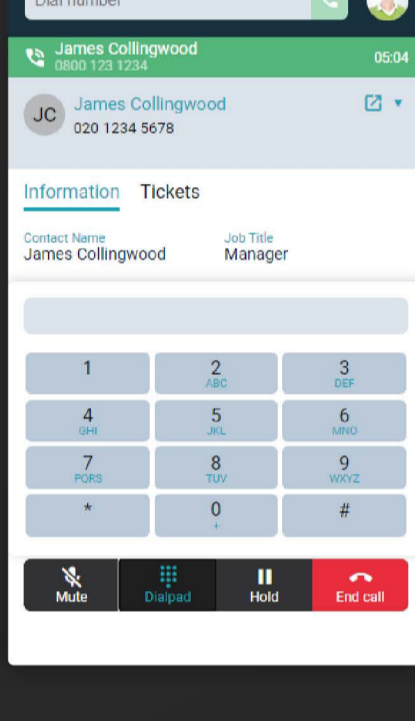 Dial number
James Collingwood
0800 123 1234
05:04
JC
James Collingwood
020 1234 5678
Information Tickets
Contact Name Job Title
James Collingwood Manager
1 2 3
ABC DEF
4 5 6
GHI JKL MNO
7 8 9
PQRS TUV WXYZ
* 0 #
+
Mute Dialpad Hold End call